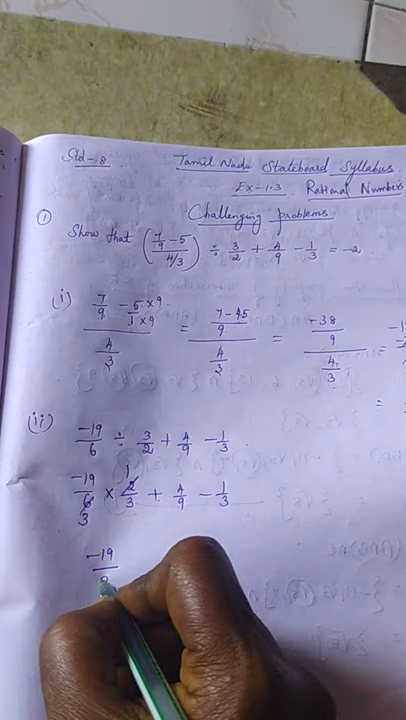 Std - 8 Tamil Nadu Stateboard Syllabus
Ex - 1.3 Rational Numbers
Challenging problems.
① Show that ((7/9 - 5)/(4/3)) ÷ 3/2 + 4/9 - 1/3 = -2
(i) (7/9 - 5×9/1×9)/(4/3) = ((7-45)/9)/(4/3) = (-38/9)/(4/3) =
=
(ii) -19/6 ÷ 3/2 + 4/9 - 1/3.
-19/6 3 × 2 1/3 + 4/9 - 1/3
-19